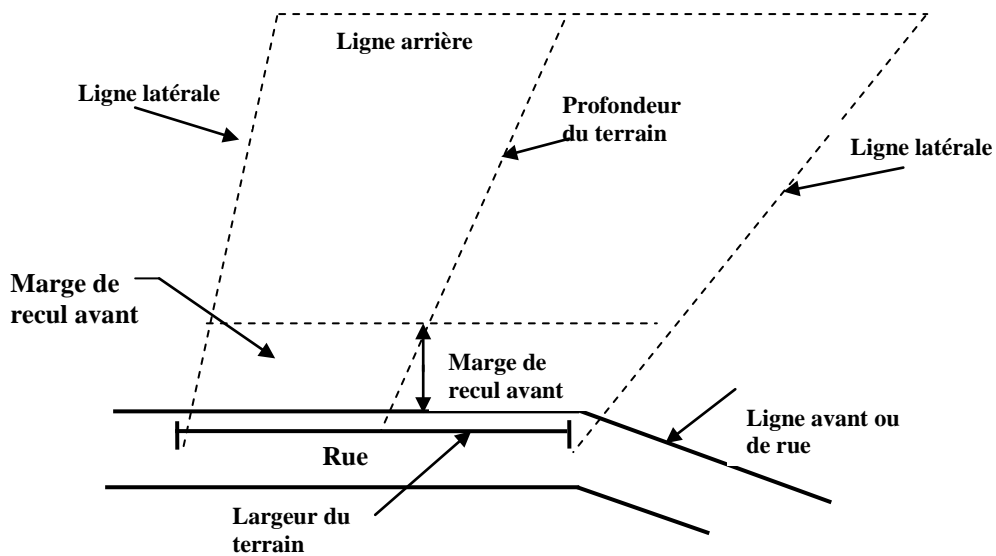 Ligne arrière
Ligne latérale
Profondeur
du terrain
Ligne latérale
Marge de
recul avant
Marge de
recul avant
Ligne avant ou
de rue
Rue
Largeur du
terrain